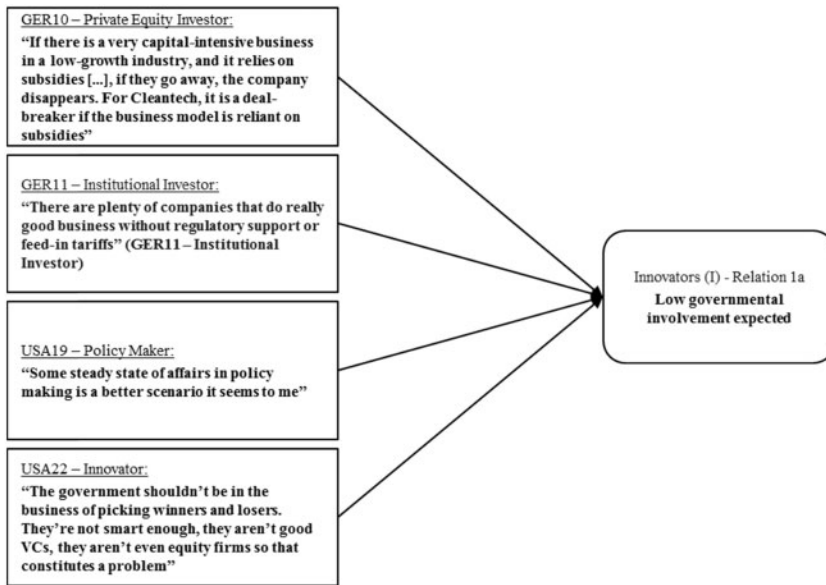 GER10 – Private Equity Investor:
“If there is a very capital-intensive business
in a low-growth industry, and it relies on
subsidies [...], if they go away, the company
disappears. For Cleantech, it is a deal-
breaker if the business model is reliant on
subsidies”
GER11 – Institutional Investor:
“There are plenty of companies that do really
good business without regulatory support or
feed-in tariffs” (GER11 – Institutional
Investor)
USA19 – Policy Maker:
“Some steady state of affairs in policy
making is a better scenario it seems to me”
USA22 – Innovator:
“The government shouldn’t be in the
business of picking winners and losers.
They’re not smart enough, they aren’t good
VCs, they aren’t even equity firms so that
constitutes a problem”
Innovators (I) - Relation 1a
Low governmental
involvement expected